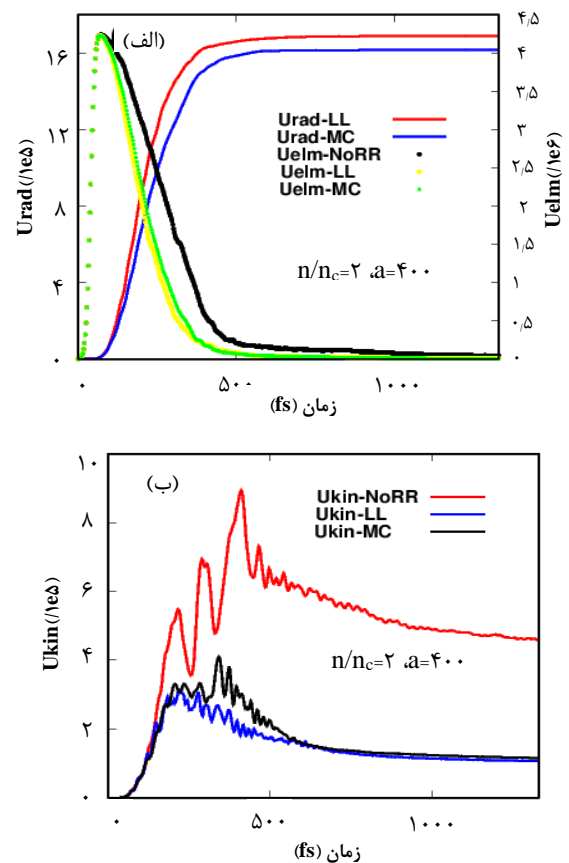 (الف)
Urad-LL
Urad-MC
Uelm-NoRR
Uelm-LL
Uelm-MC
n/nc=۲ ،a=۴۰۰
Urad(/1e۵)
۱۶
۱۲
۸
۴
۰
Uelm(/1e۶)
۴٫۵
۴
۳٫۵
۳
۲٫۵
۲
۱٫۵
۱
۰٫۵
۰
۰ ۵۰۰ ۱۰۰۰
زمان (fs)
(ب)
Ukin-NoRR
Ukin-LL
Ukin-MC
n/nc=۲ ،a=۴۰۰
Ukin(/1e۵)
۱۰
۸
۶
۴
۲
۰
۰ ۵۰۰ ۱۰۰۰
زمان (fs)